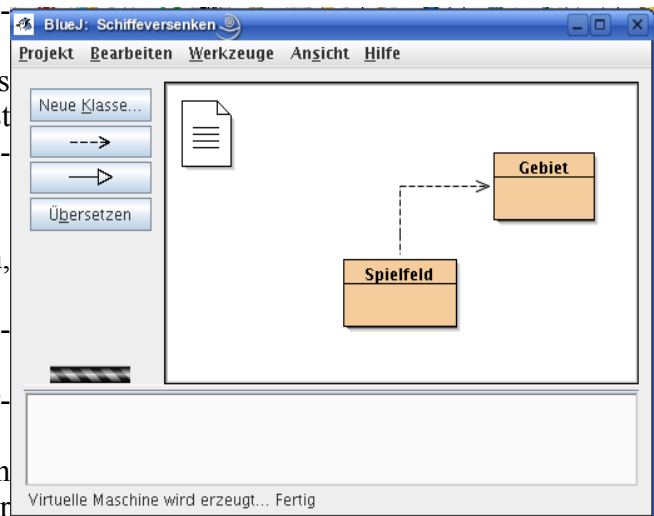 BlueJ: Schiffeversenken
Projekt Bearbeiten Werkzeuge Ansicht Hilfe
Neue Klasse...
Übersetzen
Gebiet
Spielfeld
Virtuelle Maschine wird erzeugt... Fertig